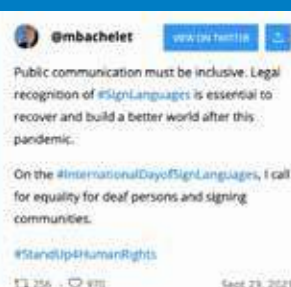 @mbachelet
VIEW ON TWITTER
Public communication must be inclusive. Legal
recognition of #SignLanguages is essential to
recover and build a better world after this
pandemic.
On the #InternationalDayofSignLanguages, I call
for equality for deaf persons and signing
communities.
#StandUp4HumanRights
256 · 970
Sept 23, 2021